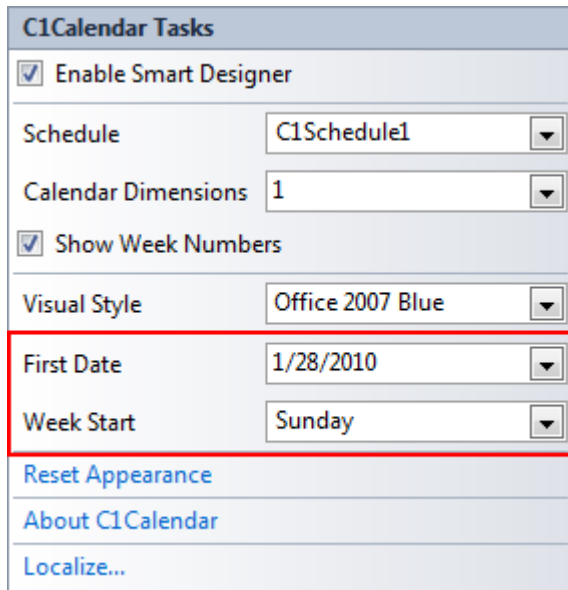 C1Calendar Tasks
Enable Smart Designer
Schedule C1Schedule1
Calendar Dimensions 1
Show Week Numbers
Visual Style Office 2007 Blue
First Date 1/28/2010
Week Start Sunday
Reset Appearance
About C1Calendar
Localize...